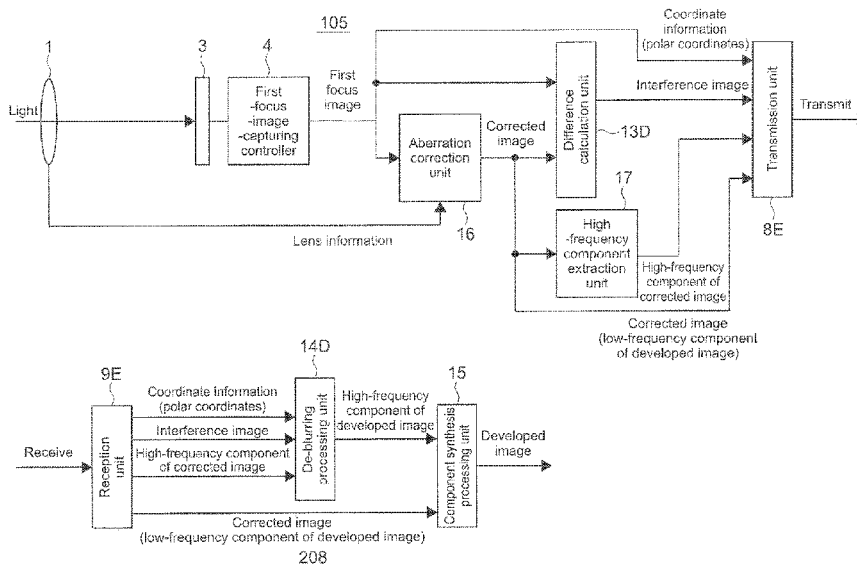 105
1
3
4
Light
First
-focus
-image
-capturing
controller
First
focus
image
Aberration
correction
unit
16
Lens information
Corrected
image
Difference
calculation unit
13D
17
High
-frequency
component
extraction
unit
Coordinate
information
(polar coordinates)
Interference image
Transmission unit
8E
Transmit
High-frequency
component of
corrected image
Corrected image
(low-frequency component
of developed image)
9E
Receive
Reception
unit
Coordinate information
(polar coordinates)
Interference image
High-frequency component
of corrected image
14D
De-blurring
processing unit
High-frequency
component of
developed image
15
Component synthesis
processing unit
Developed
image
Corrected image
(low-frequency component of developed image)
208